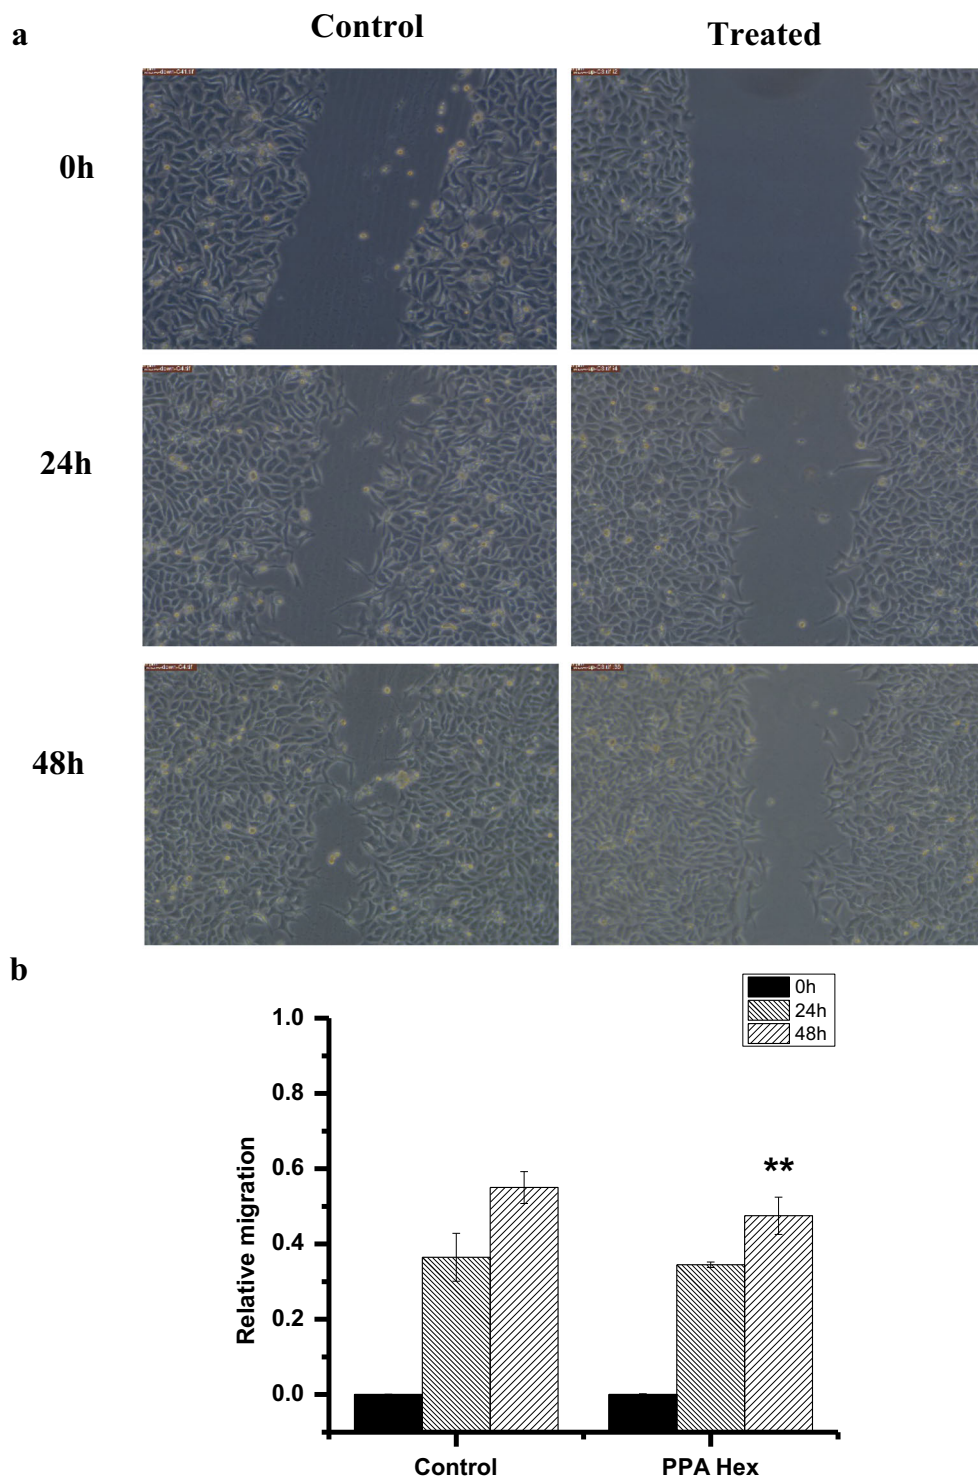 a
Control
Treated
0h
24h
48h
b
0h
24h
48h
1.0
0.8
0.6
0.4
0.2
0.0
Relative migration
**
Control
PPA Hex